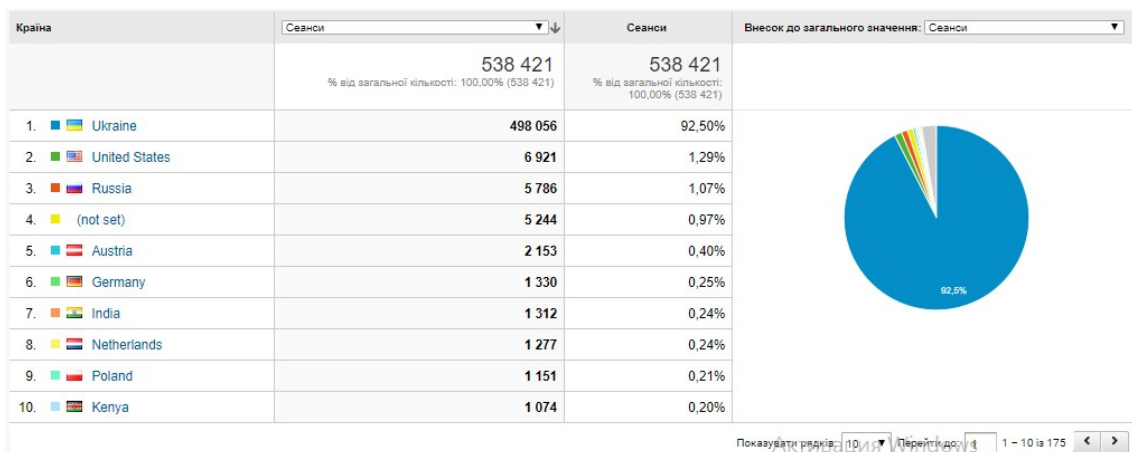 Країна Сеанси Сеанси Внесок до загального значення: Сеанси
538 421 538 421
% від загальної кількості: 100,00% (538 421) % від загальної кількості:
100,00% (538 421)
1. Ukraine 498 056 92,50%
2. United States 6 921 1,29%
3. Russia 5 786 1,07%
4. (not set) 5 244 0,97%
5. Austria 2 153 0,40%
6. Germany 1 330 0,25%
7. India 1 312 0,24%
8. Netherlands 1 277 0,24%
9. Poland 1 151 0,21%
10. Kenya 1 074 0,20%
92,5%
Показувати рядків: 10 Перейти до: 1 1 – 10 із 175
Активация Windows